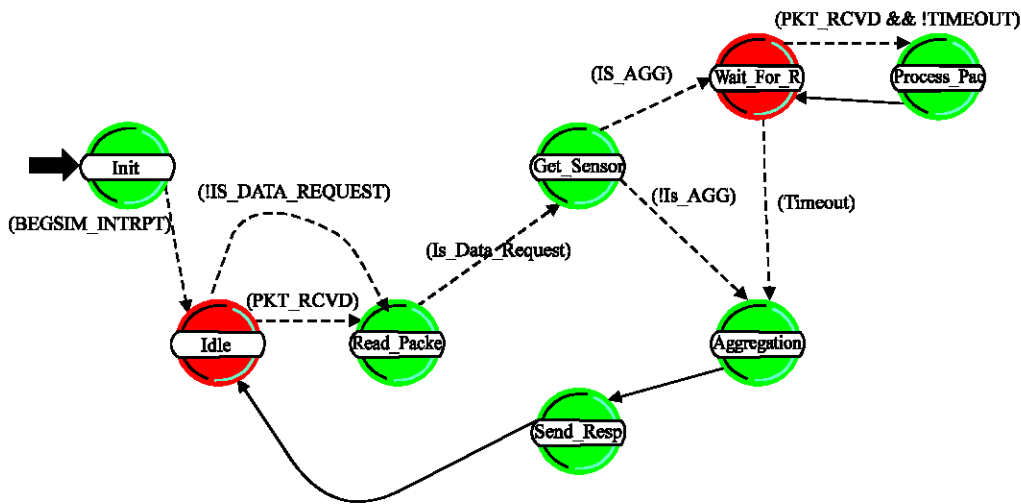 (PKT_RCVD && !TIMEOUT)
(IS_AGG)
Wait_For_R
Process_Pac
Init
Get_Sensor
(!IS_DATA_REQUEST)
(!Is_AGG)
(Timeout)
(BEGSIM_INTRPT)
(Is_Data_Request)
(PKT_RCVD)
Idle
Read_Packe
Aggregation
Send_Resp